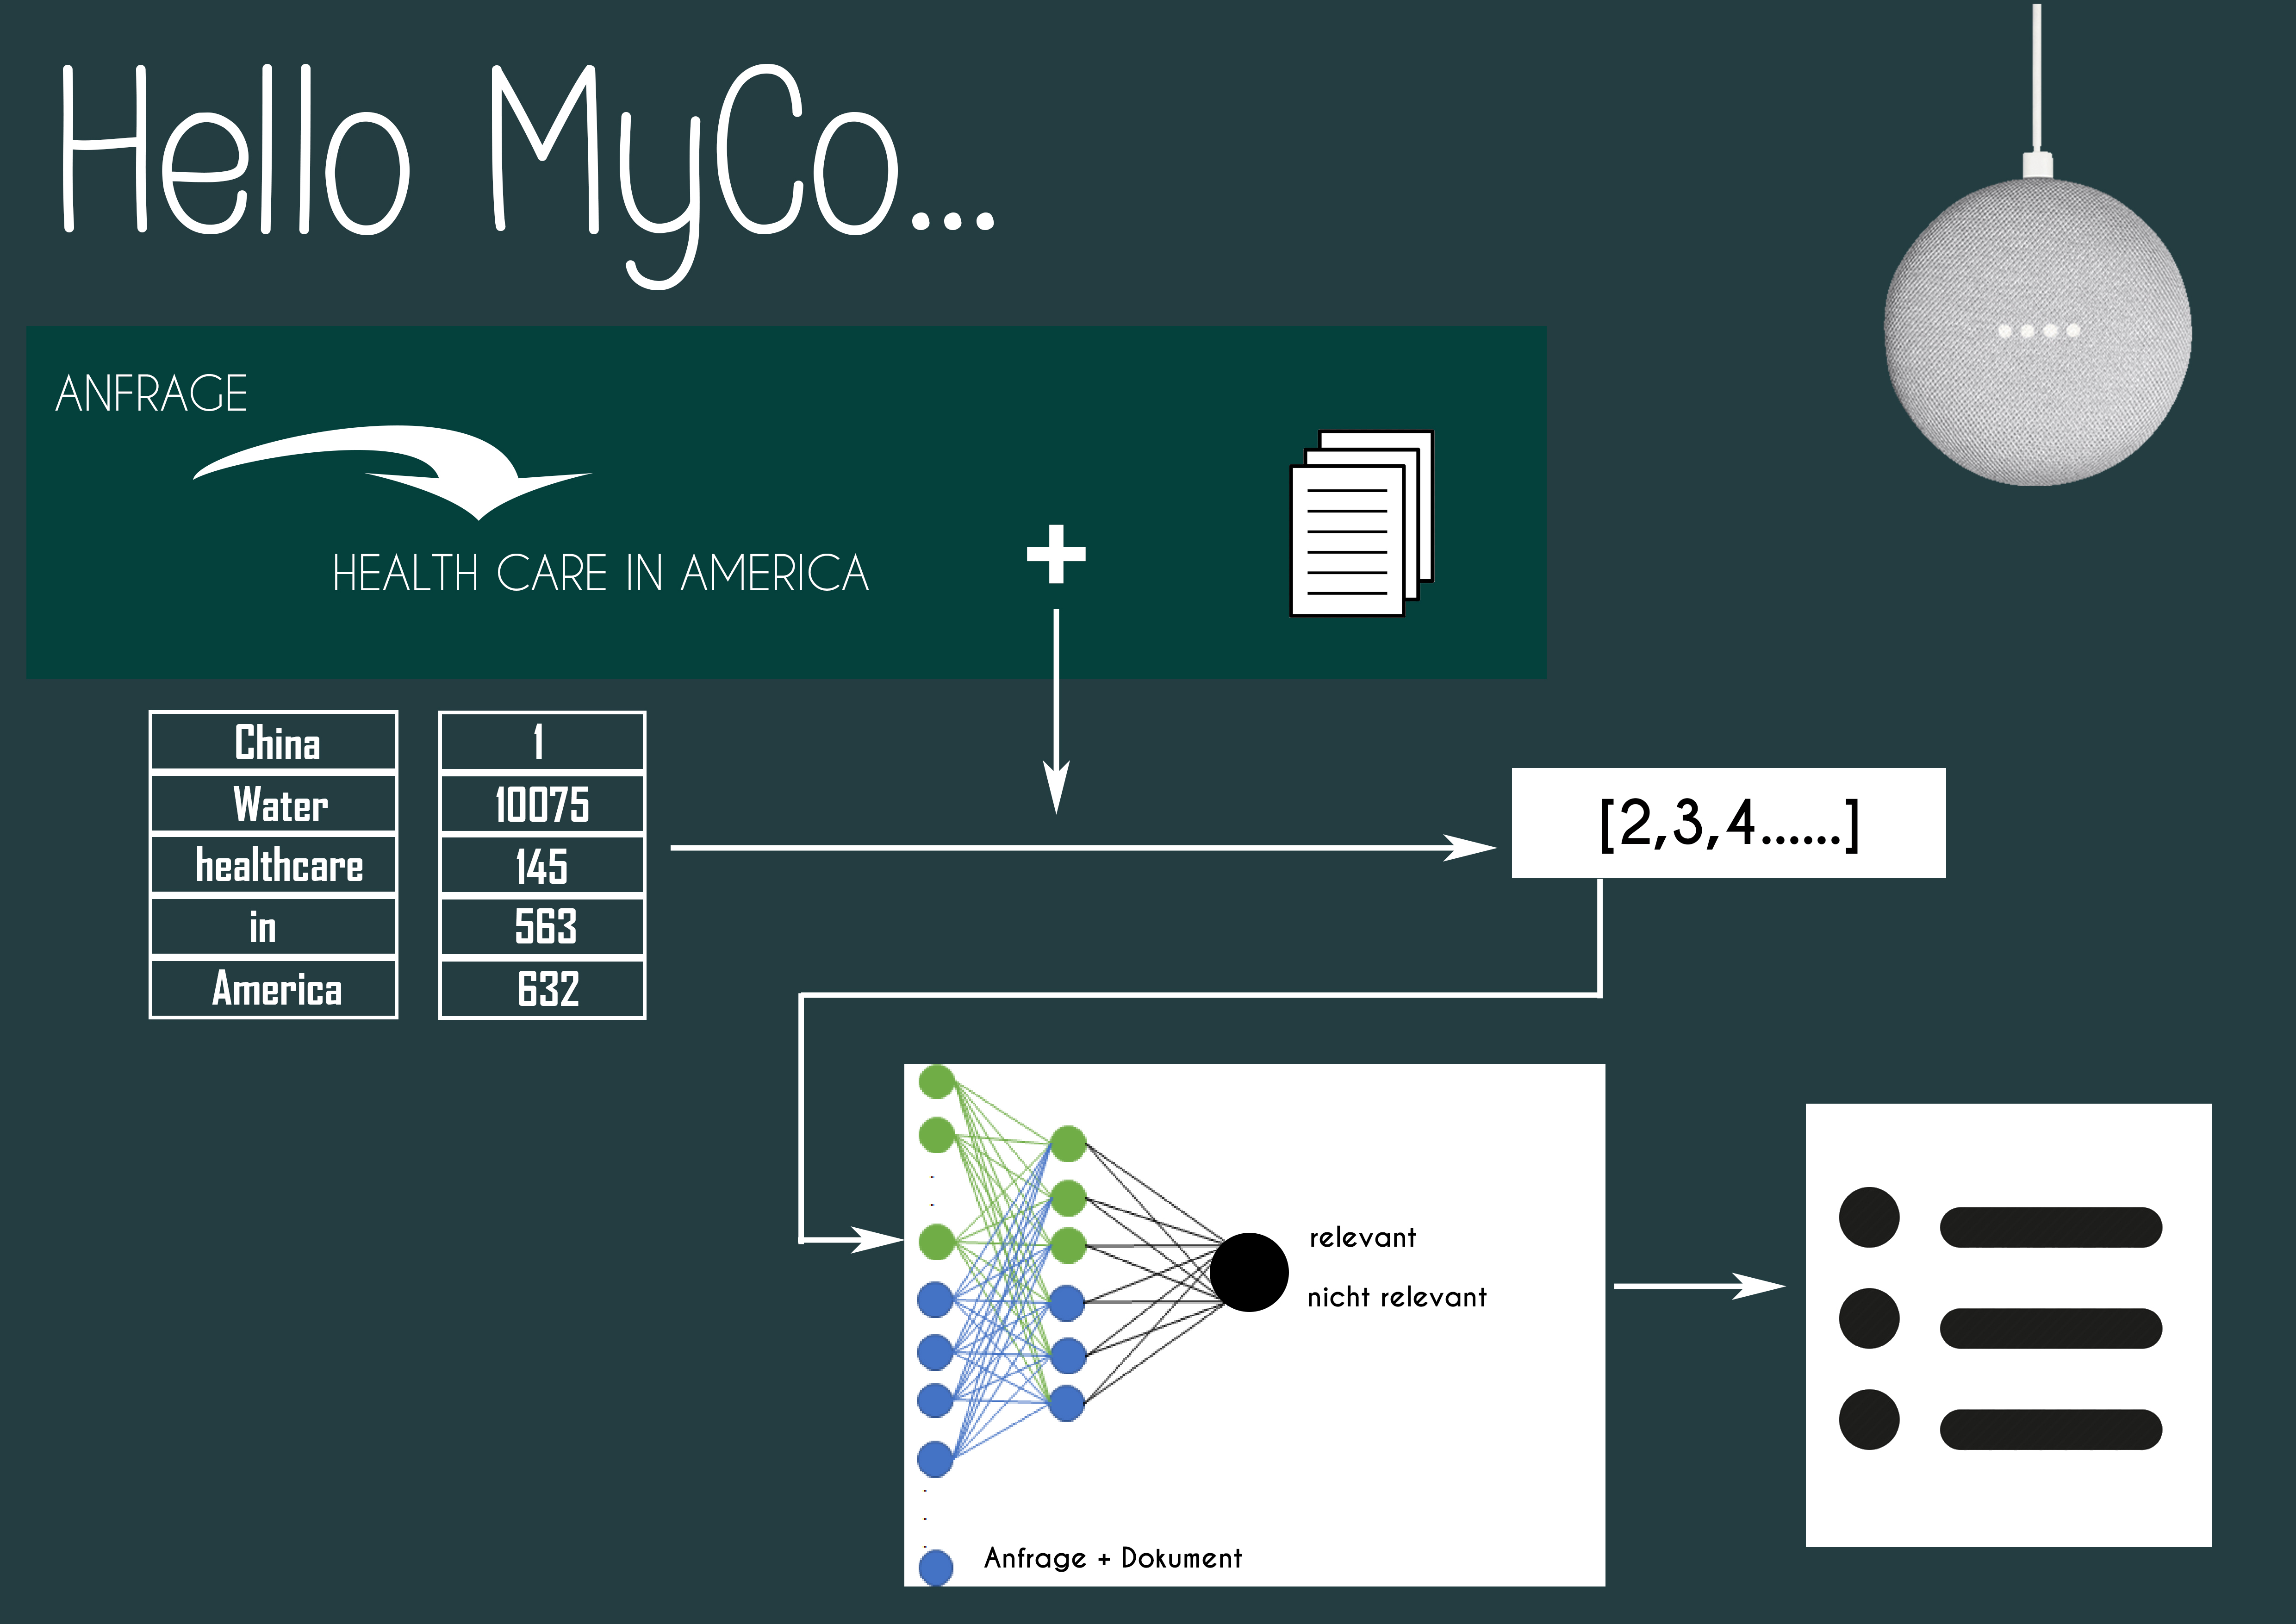 Hello MyCo...
ANFRAGE
HEALTH CARE IN AMERICA
+
China 1
Water 10075
healthcare 145
in 563
America 632
[2,3,4......]
relevant
nicht relevant
Anfrage + Dokument